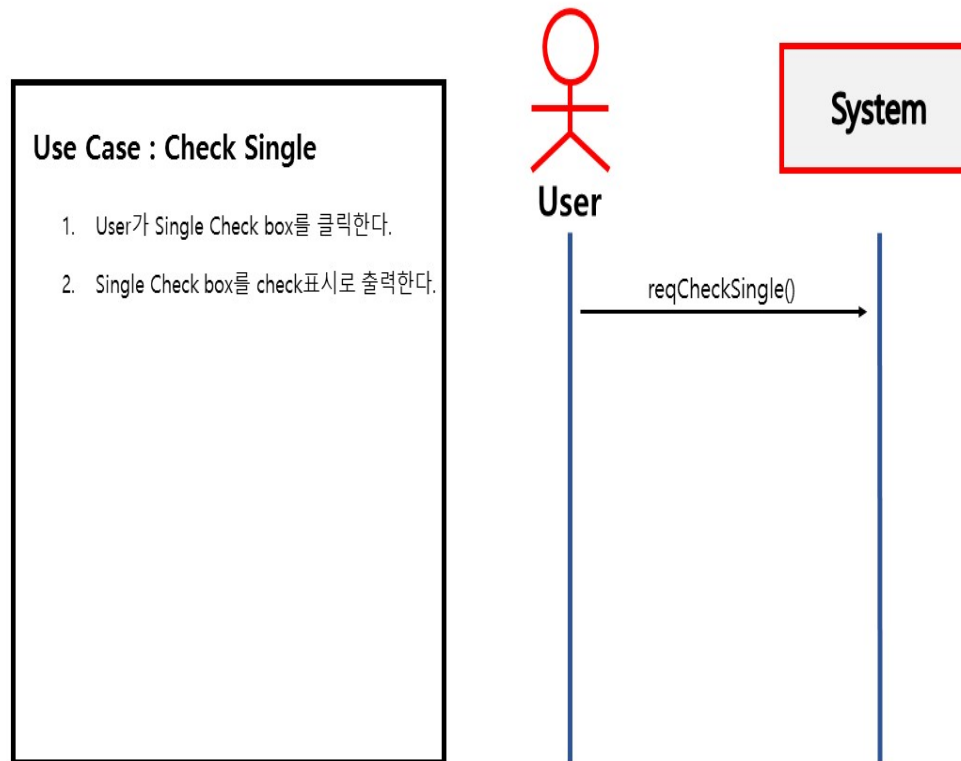 Use Case : Check Single
1. User가 Single Check box를 클릭한다.
2. Single Check box를 check표시로 출력한다.
User
System
reqCheckSingle()